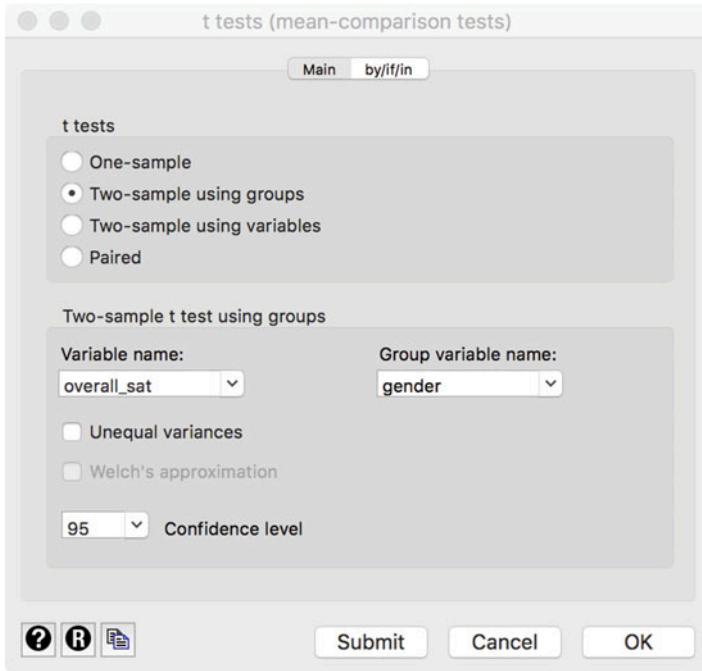 t tests (mean-comparison tests)
Main by/if/in
t tests
One-sample
Two-sample using groups
Two-sample using variables
Paired
Two-sample t test using groups
Variable name: Group variable name:
overall_sat gender
Unequal variances
Welch's approximation
95 Confidence level
? R Submit Cancel OK